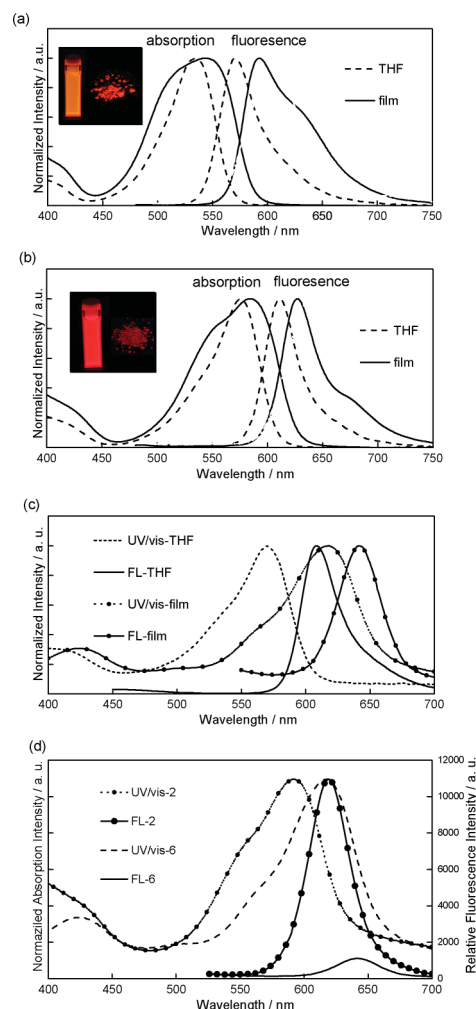 (a)
absorption fluoresence
THF
film
Normalized Intensity / a.u.
400 450 500 550 600 650 700 750
Wavelength / nm
(b)
absorption fluoresence
THF
film
Normalized Intensity / a.u.
400 450 500 550 600 650 700 750
Wavelength / nm
(c)
UV/vis-THF
FL-THF
UV/vis-film
FL-film
Normalized Intensity / a.u.
400 450 500 550 600 650 700
Wavelength / nm
(d)
UV/vis-2
FL-2
UV/vis-6
FL-6
Normaziled Absorption Intensity / a. u.
12000
10000
8000
6000
4000
2000
0
Relative Fluorescence Intensity / a. u.
400 450 500 550 600 650 700
Wavelength / nm